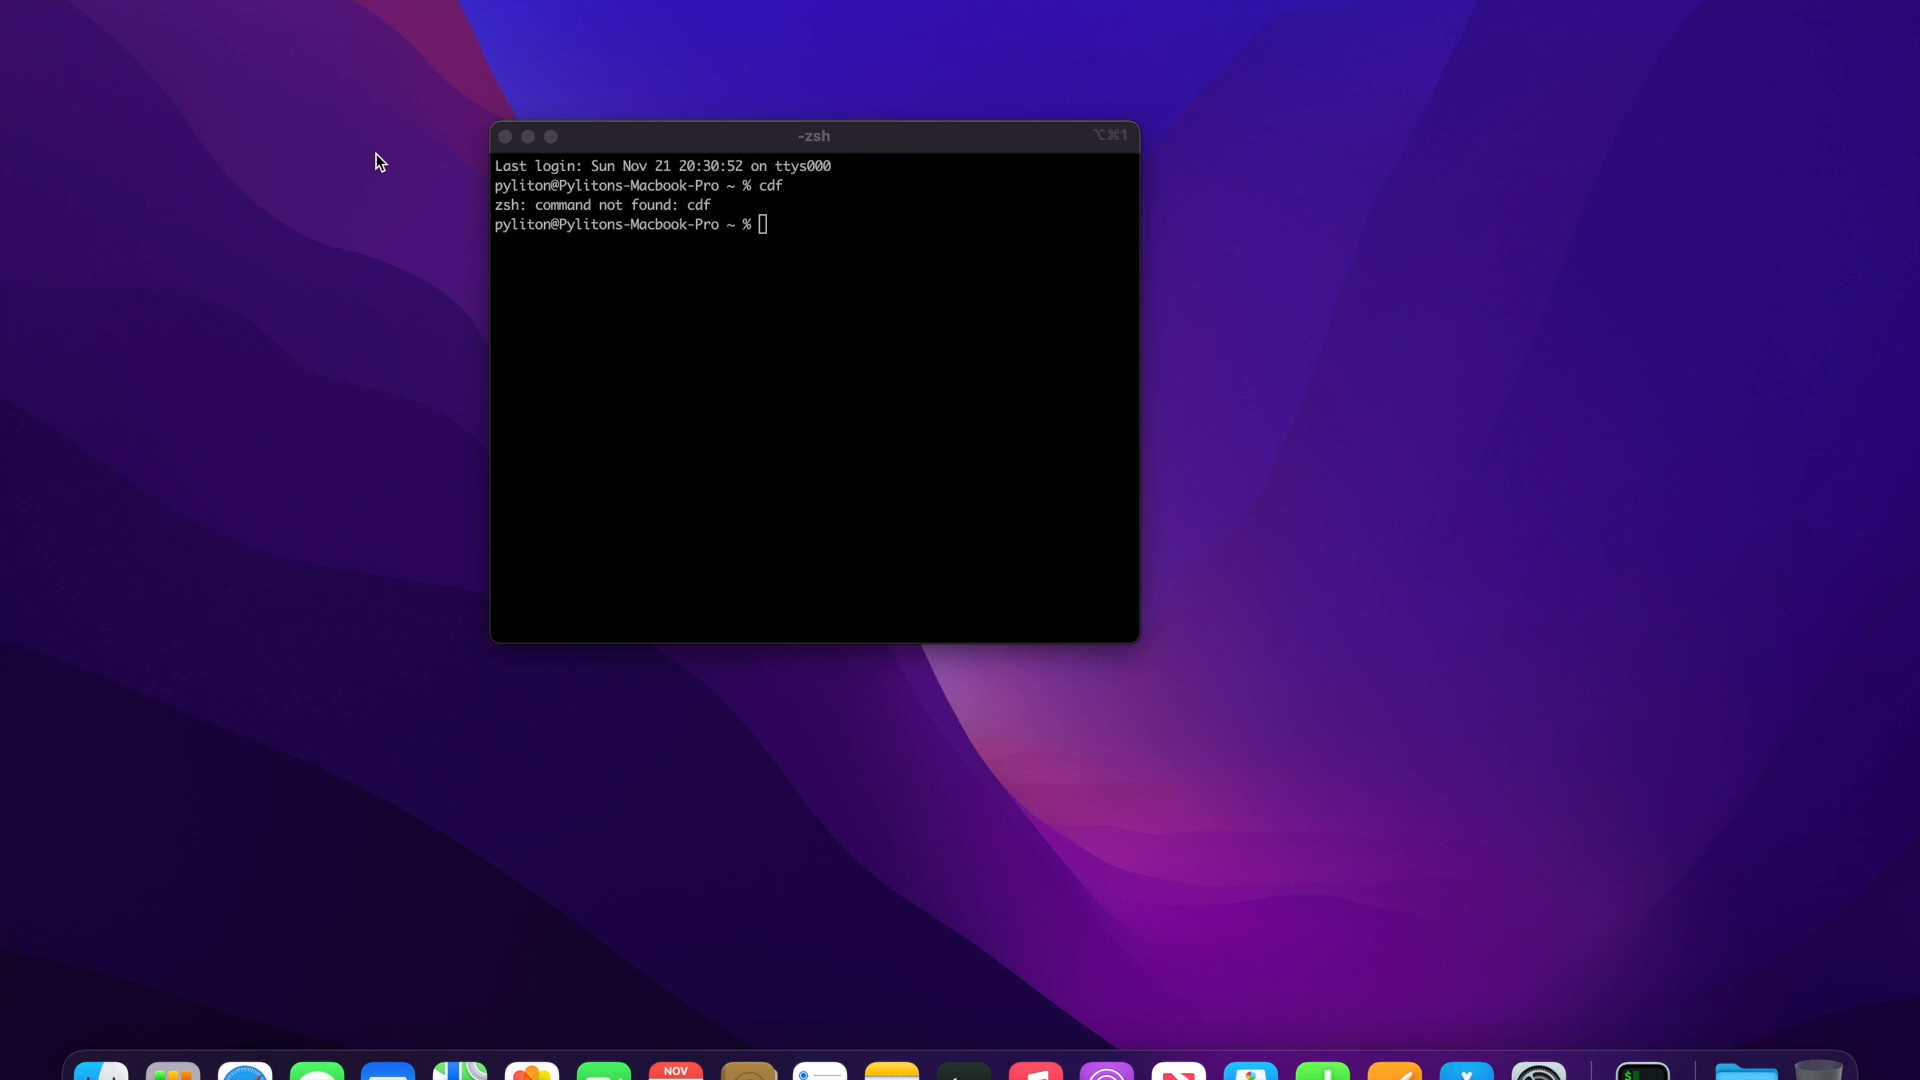 -zsh
⌥⌘1
Last login: Sun Nov 21 20:30:52 on ttys000
pyliton@Pylitons-Macbook-Pro ~ % cdf
zsh: command not found: cdf
pyliton@Pylitons-Macbook-Pro ~ %
NOV
$